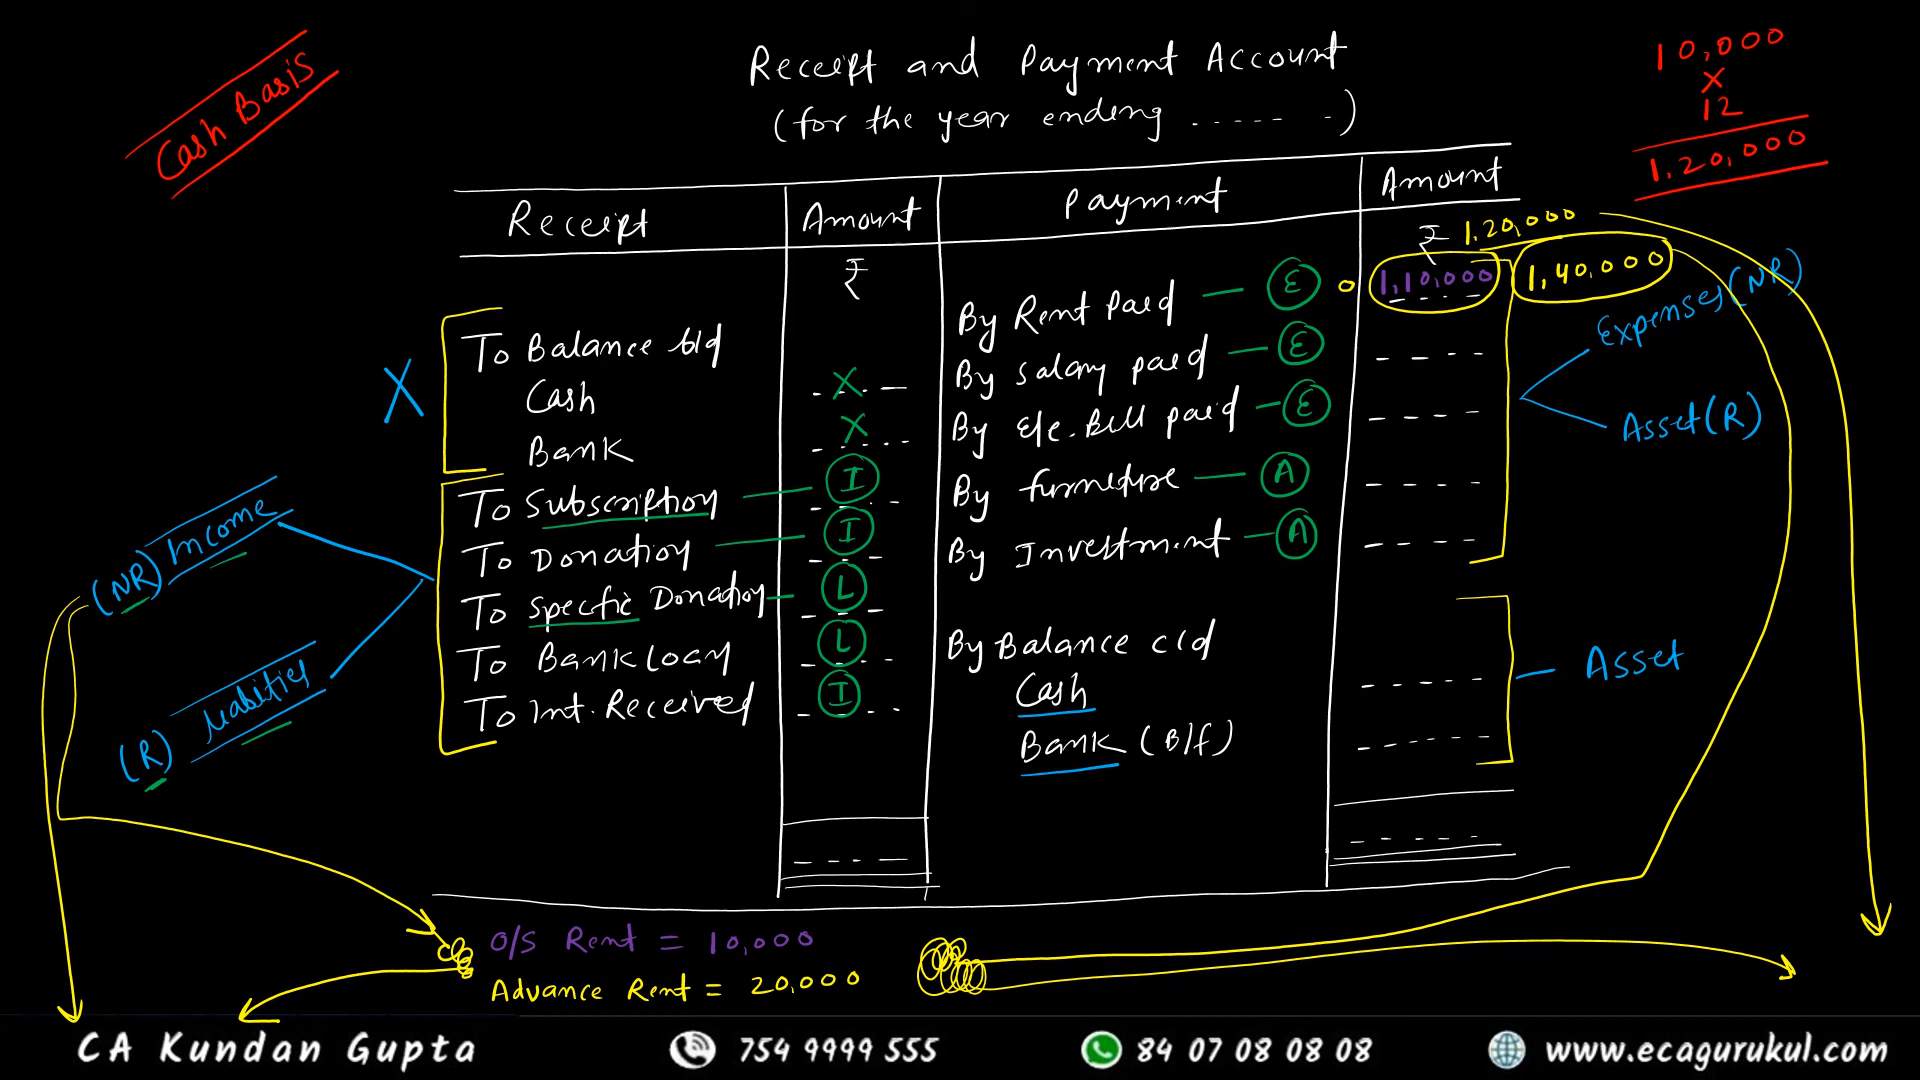 Cash Basis
Receipt and Payment Account
(for the year ending ..... .)
10,000
X
12
1,20,000
Receipt Amount Payment Amount
₹ ₹ 1,20,000
To Balance b/d
Cash X
Bank X
To Subscription I
To Donation I
To Specific Donation L
To Bank Loan L
To Int. Received I
X
(NR) Income
(R) Liabilities
By Rent Paid E 1,10,000 1,40,000
By Salary paid E
By Ele. Bill paid E
By furniture A
By Investment A
By Balance c/d
Cash
Bank (B/f)
Expenses (NR)
Asset (R)
Asset
O/S Rent = 10,000
Advance Rent = 20,000
CA Kundan Gupta 754 9999 555 84 07 08 08 08 www.ecagurukul.com